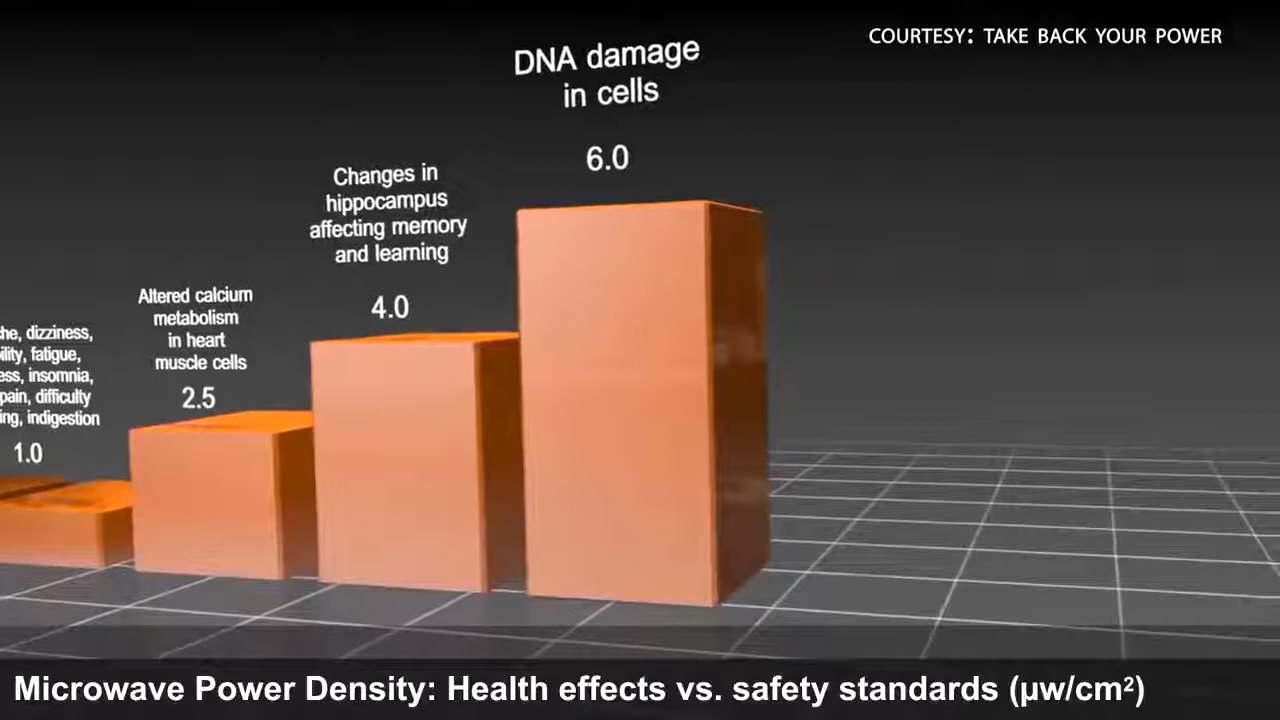 COURTESY: TAKE BACK YOUR POWER
DNA damage
in cells
6.0
Changes in
hippocampus
affecting memory
and learning
4.0
Altered calcium
metabolism
in heart
muscle cells
2.5
dizziness,
fatigue,
insomnia,
difficulty
indigestion
1.0
Microwave Power Density: Health effects vs. safety standards (µw/cm²)